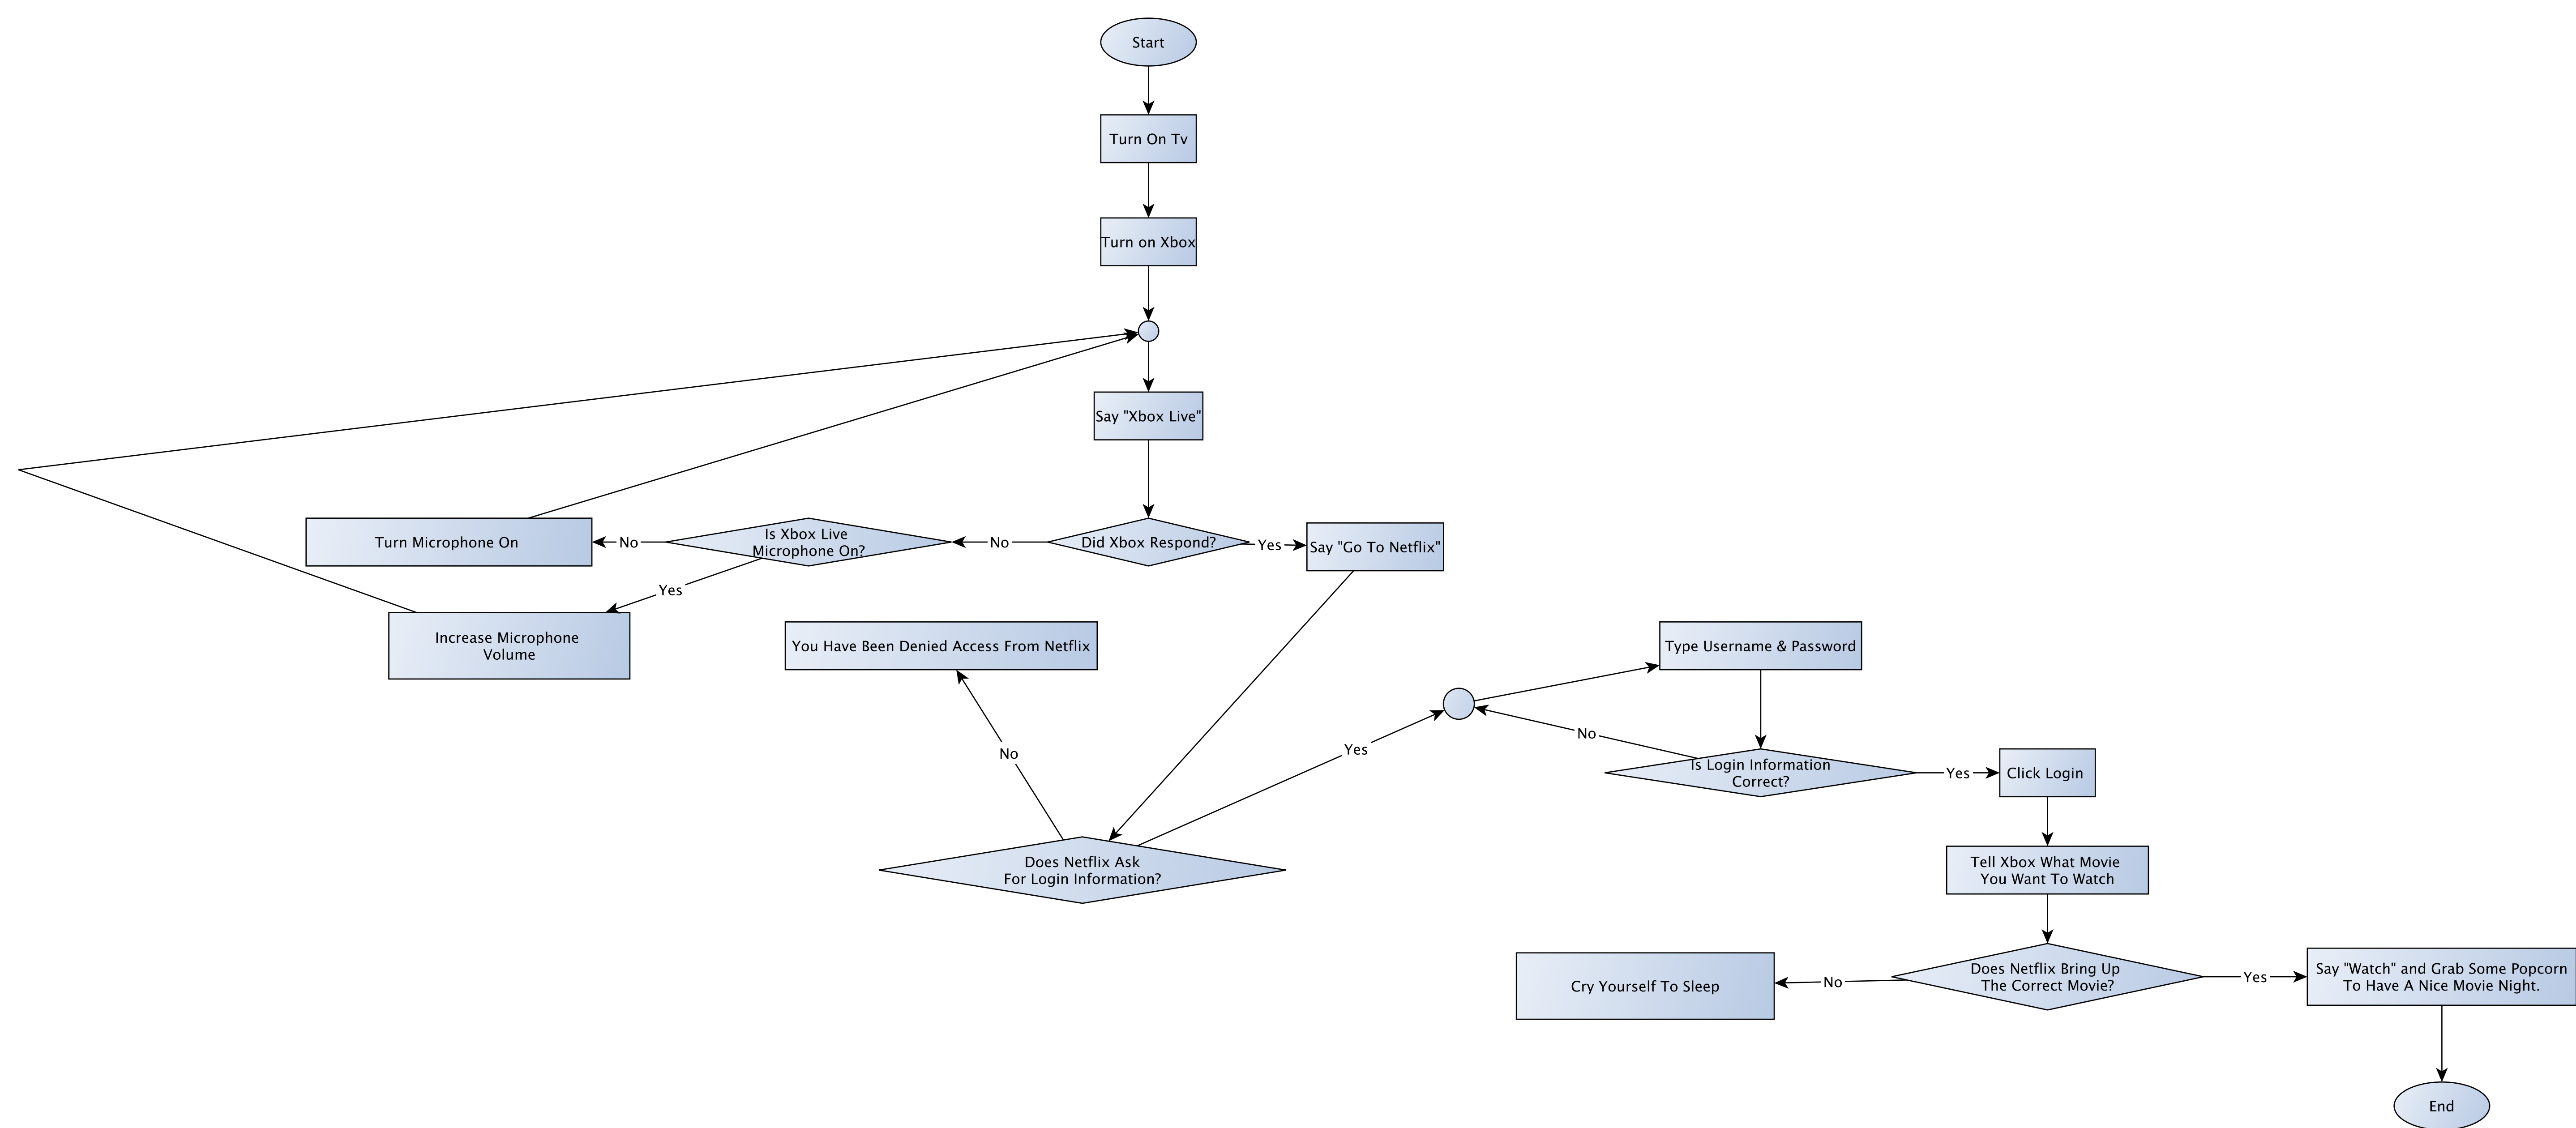 Start
Turn On Tv
Turn on Xbox
Say "Xbox Live"
Turn Microphone On
No
Is Xbox Live
Microphone On?
No
Did Xbox Respond?
Yes
Say "Go To Netflix"
Yes
Increase Microphone
Volume
You Have Been Denied Access From Netflix
Type Username & Password
No
Yes
No
Is Login Information
Correct?
Yes
Click Login
Does Netflix Ask
For Login Information?
Tell Xbox What Movie
You Want To Watch
Cry Yourself To Sleep
No
Does Netflix Bring Up
The Correct Movie?
Yes
Say "Watch" and Grab Some Popcorn
To Have A Nice Movie Night.
End